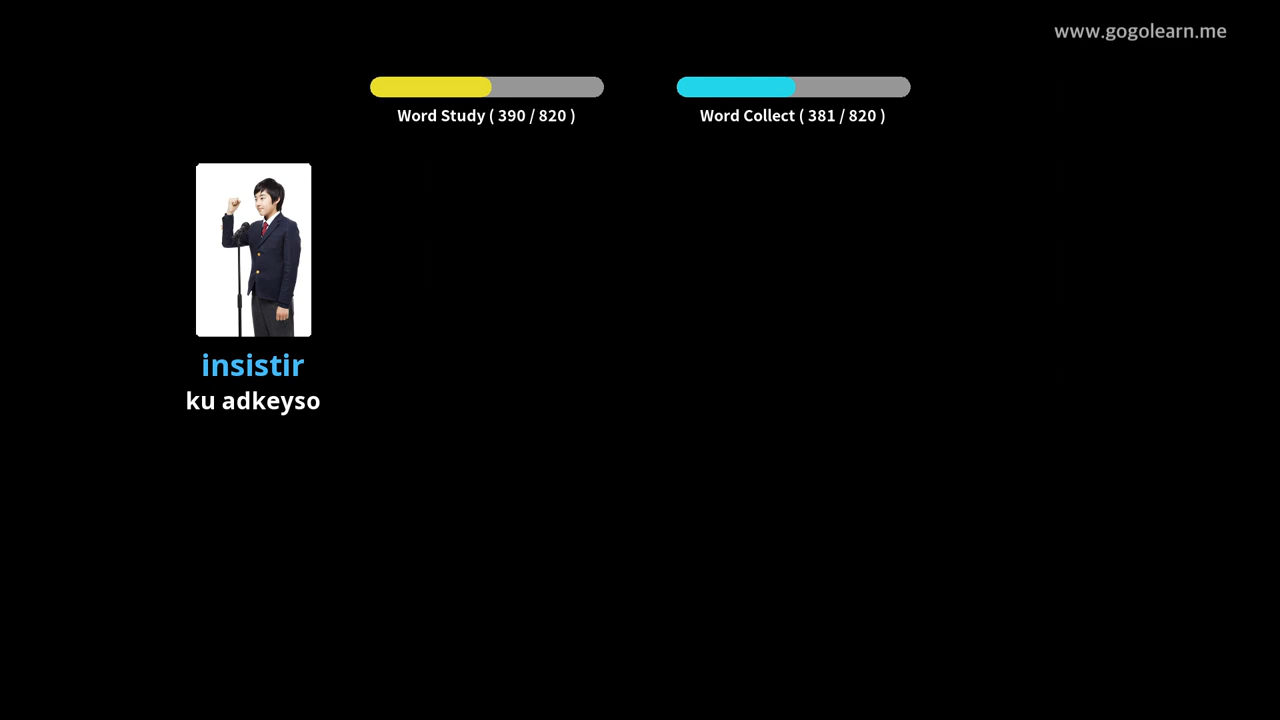 www.gogolearn.me
Word Study ( 390 / 820 )
Word Collect ( 381 / 820 )
insistir
ku adkeyso